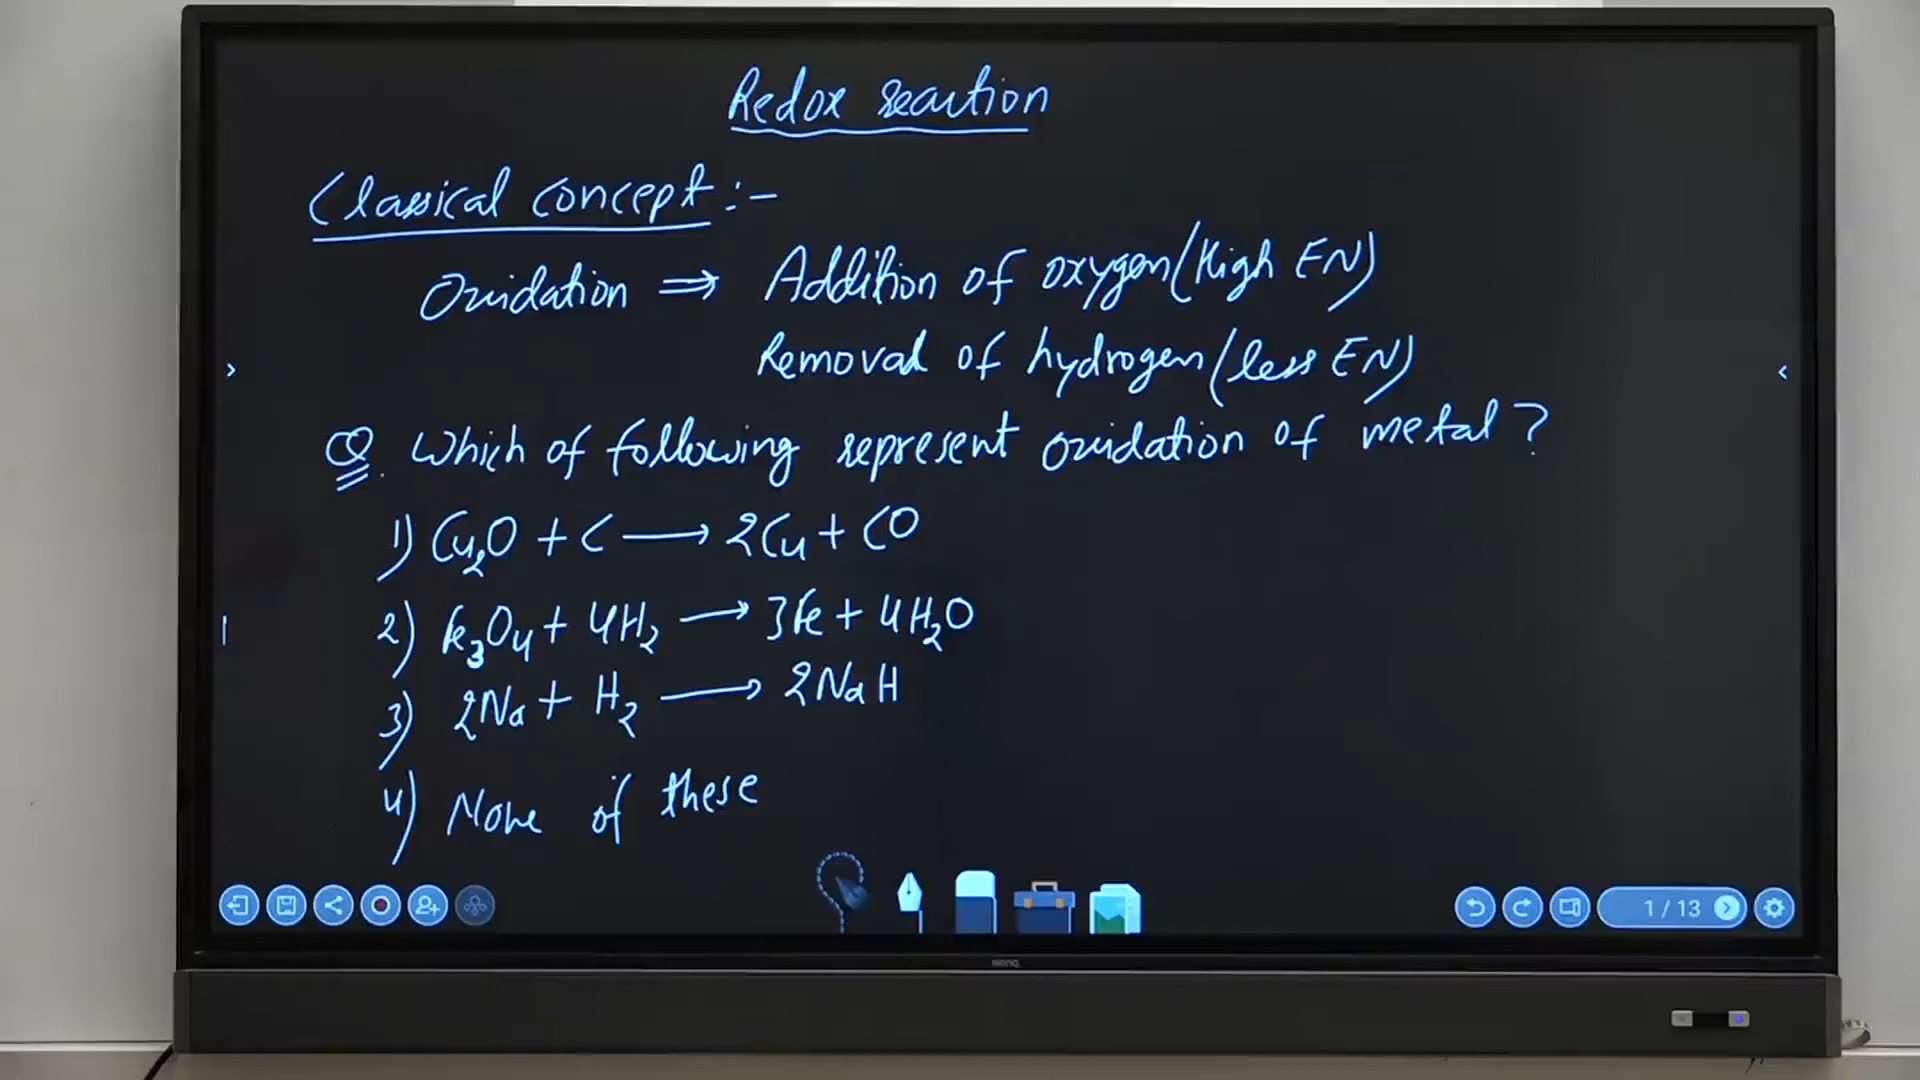 Redox reaction
Classical concept :-
Oxidation ⇒ Addition of oxygen/(High EN)
Removal of hydrogen/(less EN)
Q. Which of following represent oxidation of metal ?
1) Cu₂O + C ⟶ 2Cu + CO
2) Fe₃O₄ + 4H₂ ⟶ 3Fe + 4H₂O
3) 2Na + H₂ ⟶ 2NaH
4) None of these
1 / 13
BenQ